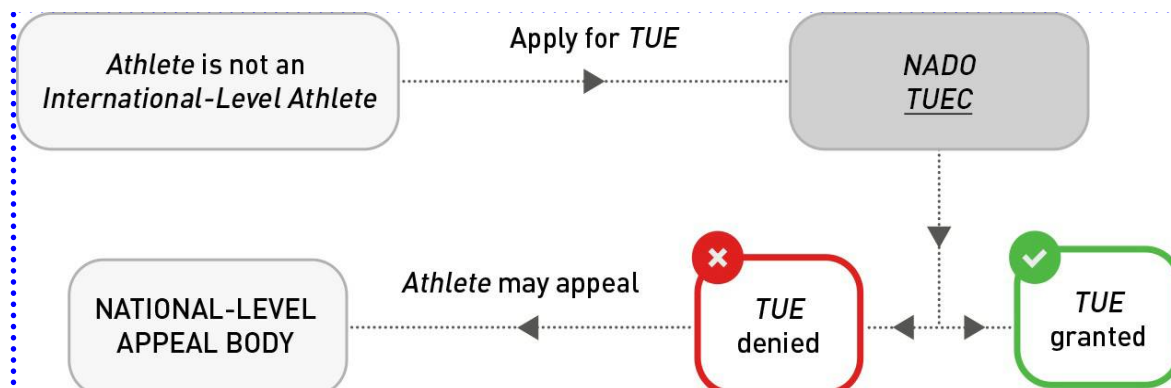 Athlete is not an
International-Level Athlete
Apply for TUE
NADO
TUEC
NATIONAL-LEVEL
APPEAL BODY
Athlete may appeal
TUE
denied
TUE
granted